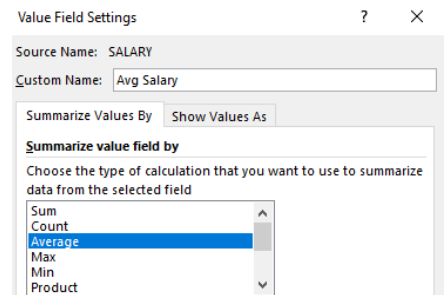 Value Field Settings ? ×
Source Name: SALARY
Custom Name: Avg Salary
Summarize Values By Show Values As
Summarize value field by
Choose the type of calculation that you want to use to summarize
data from the selected field
Sum
Count
Average
Max
Min
Product